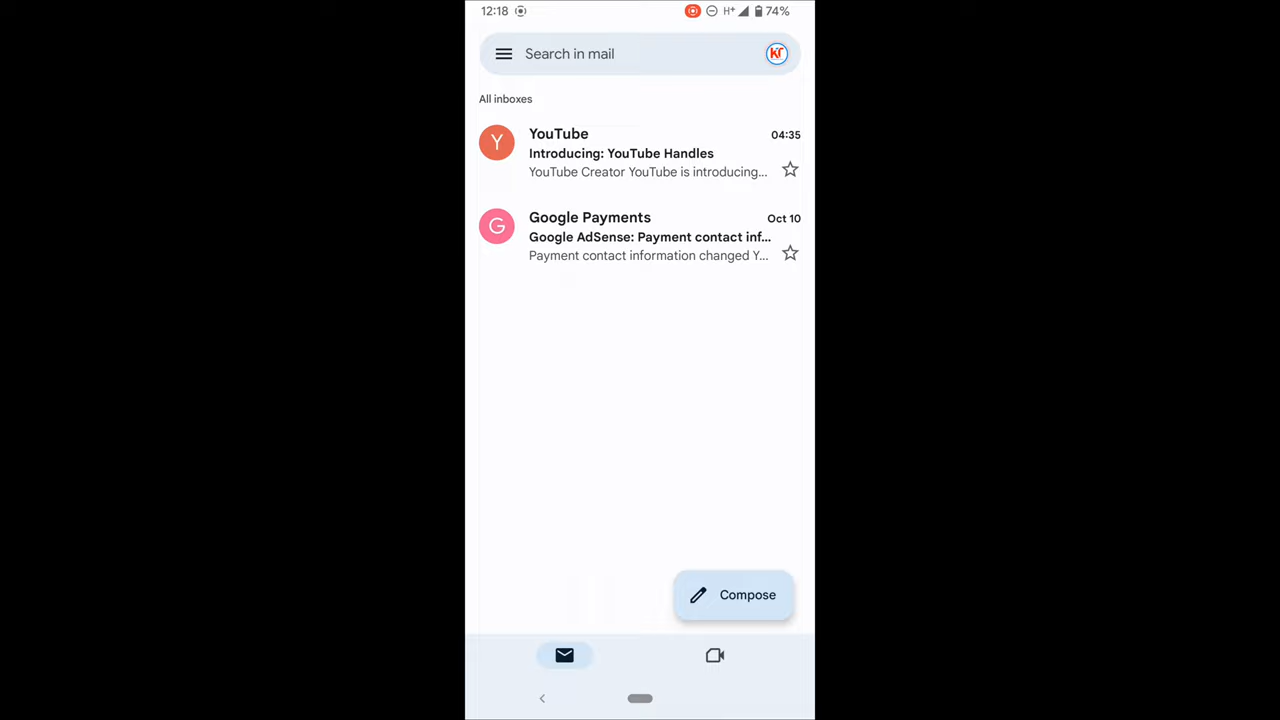 12:18
H+
74%
Search in mail
KT
All inboxes
Y
YouTube
04:35
Introducing: YouTube Handles
YouTube Creator YouTube is introducing...
G
Google Payments
Oct 10
Google AdSense: Payment contact inf...
Payment contact information changed Y...
Compose